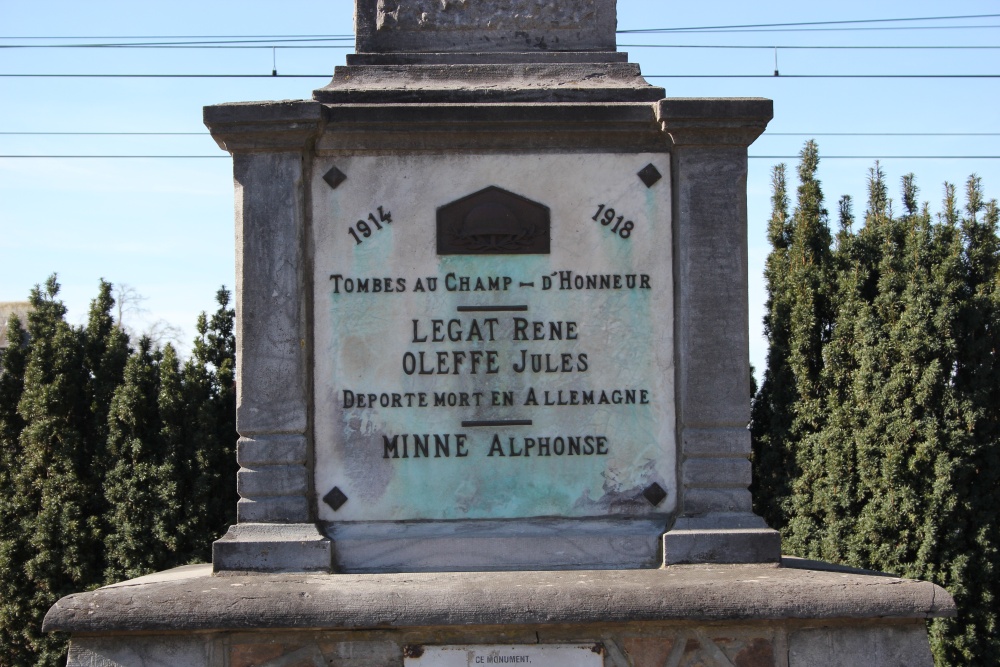 1914 1918
TOMBES AU CHAMP - D'HONNEUR
LEGAT RENE
OLEFFE JULES
DEPORTE MORT EN ALLEMAGNE
MINNE ALPHONSE
CE MONUMENT,